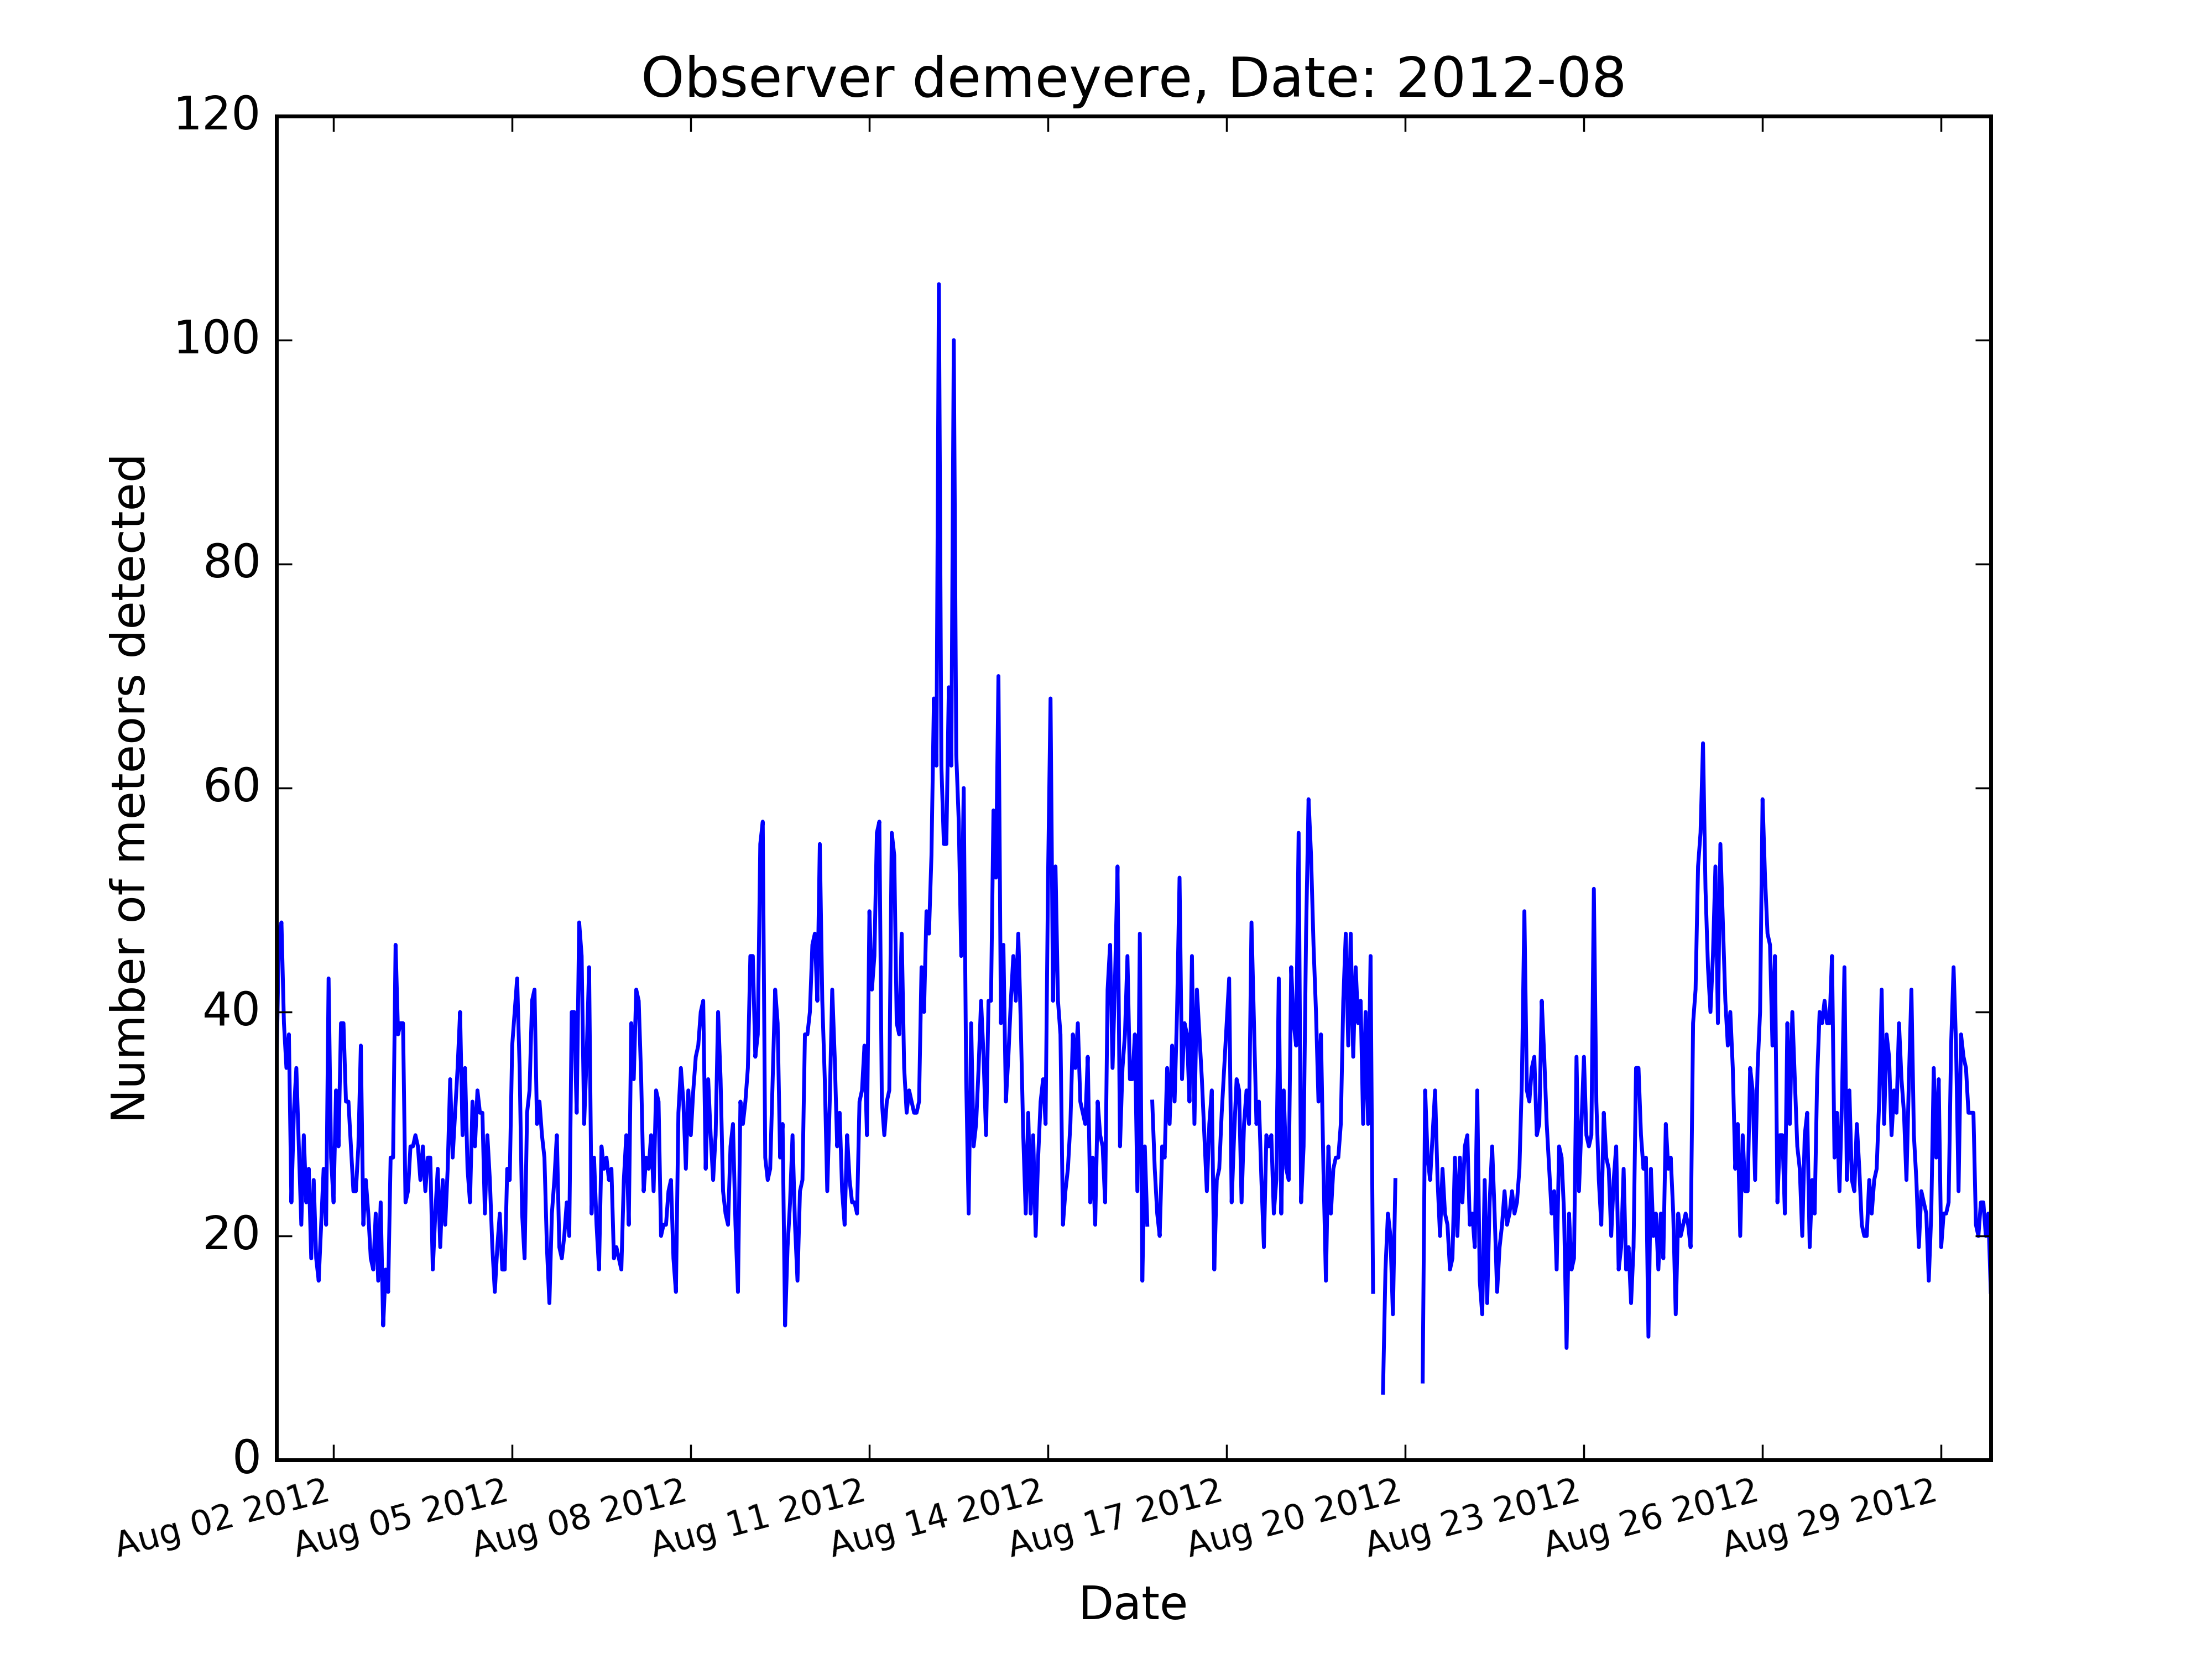 Observer demeyere, Date: 2012-08
120
100
80
60
40
20
0
Number of meteors detected
Aug 02 2012
Aug 05 2012
Aug 08 2012
Aug 11 2012
Aug 14 2012
Aug 17 2012
Aug 20 2012
Aug 23 2012
Aug 26 2012
Aug 29 2012
Date